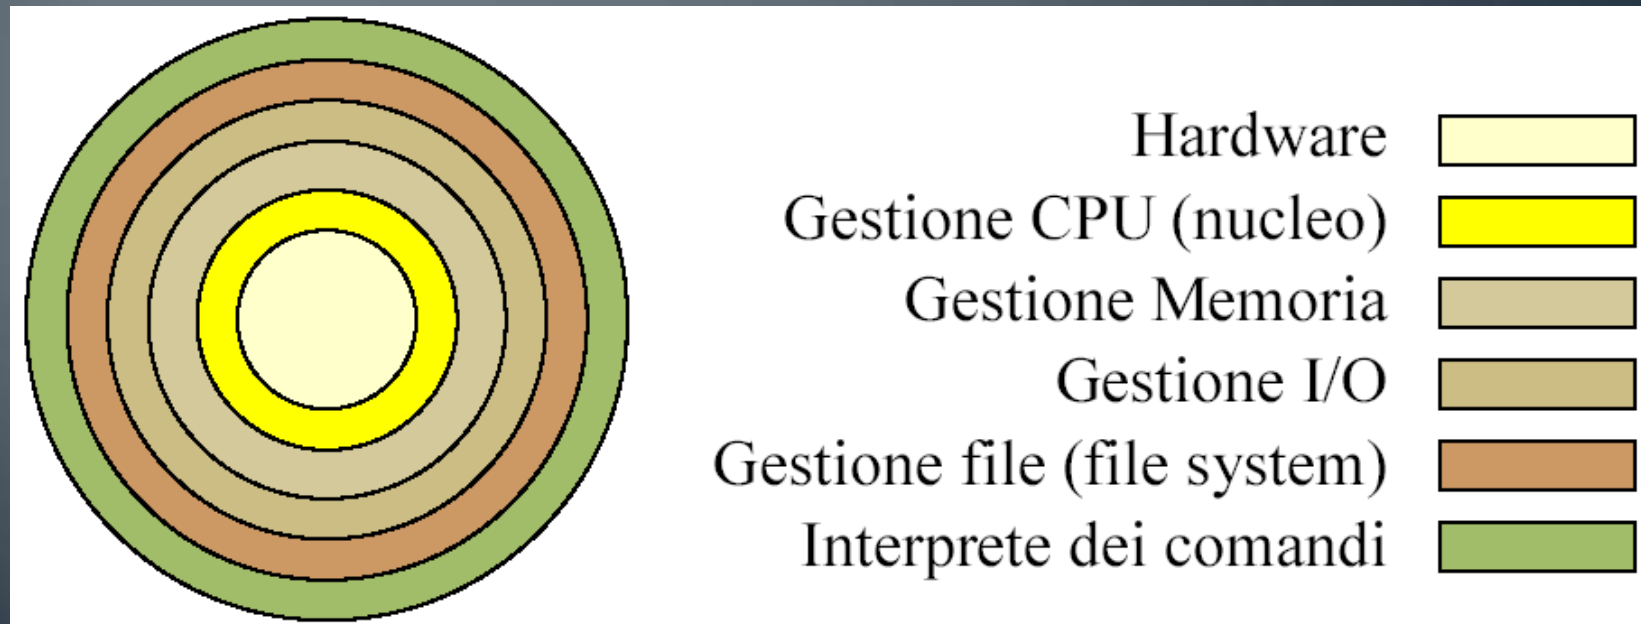 Hardware
Gestione CPU (nucleo)
Gestione Memoria
Gestione I/O
Gestione file (file system)
Interprete dei comandi